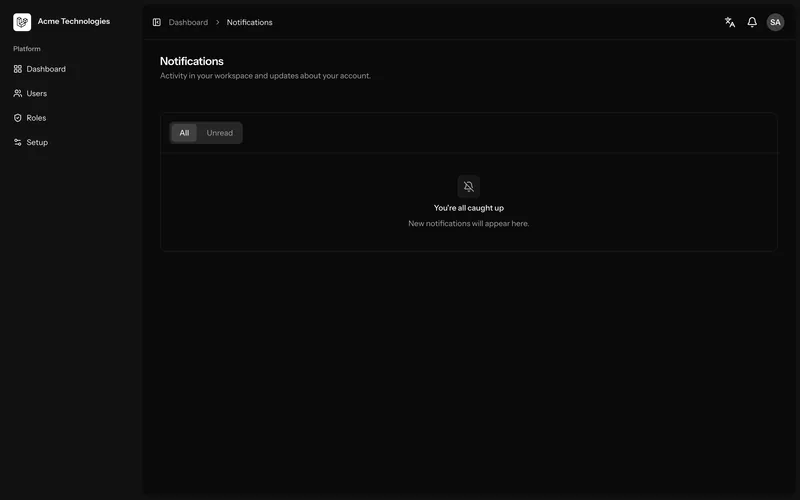 Acme Technologies
Platform
Dashboard
Users
Roles
Setup
Dashboard > Notifications
SA
Notifications
Activity in your workspace and updates about your account.
All
Unread
You're all caught up
New notifications will appear here.